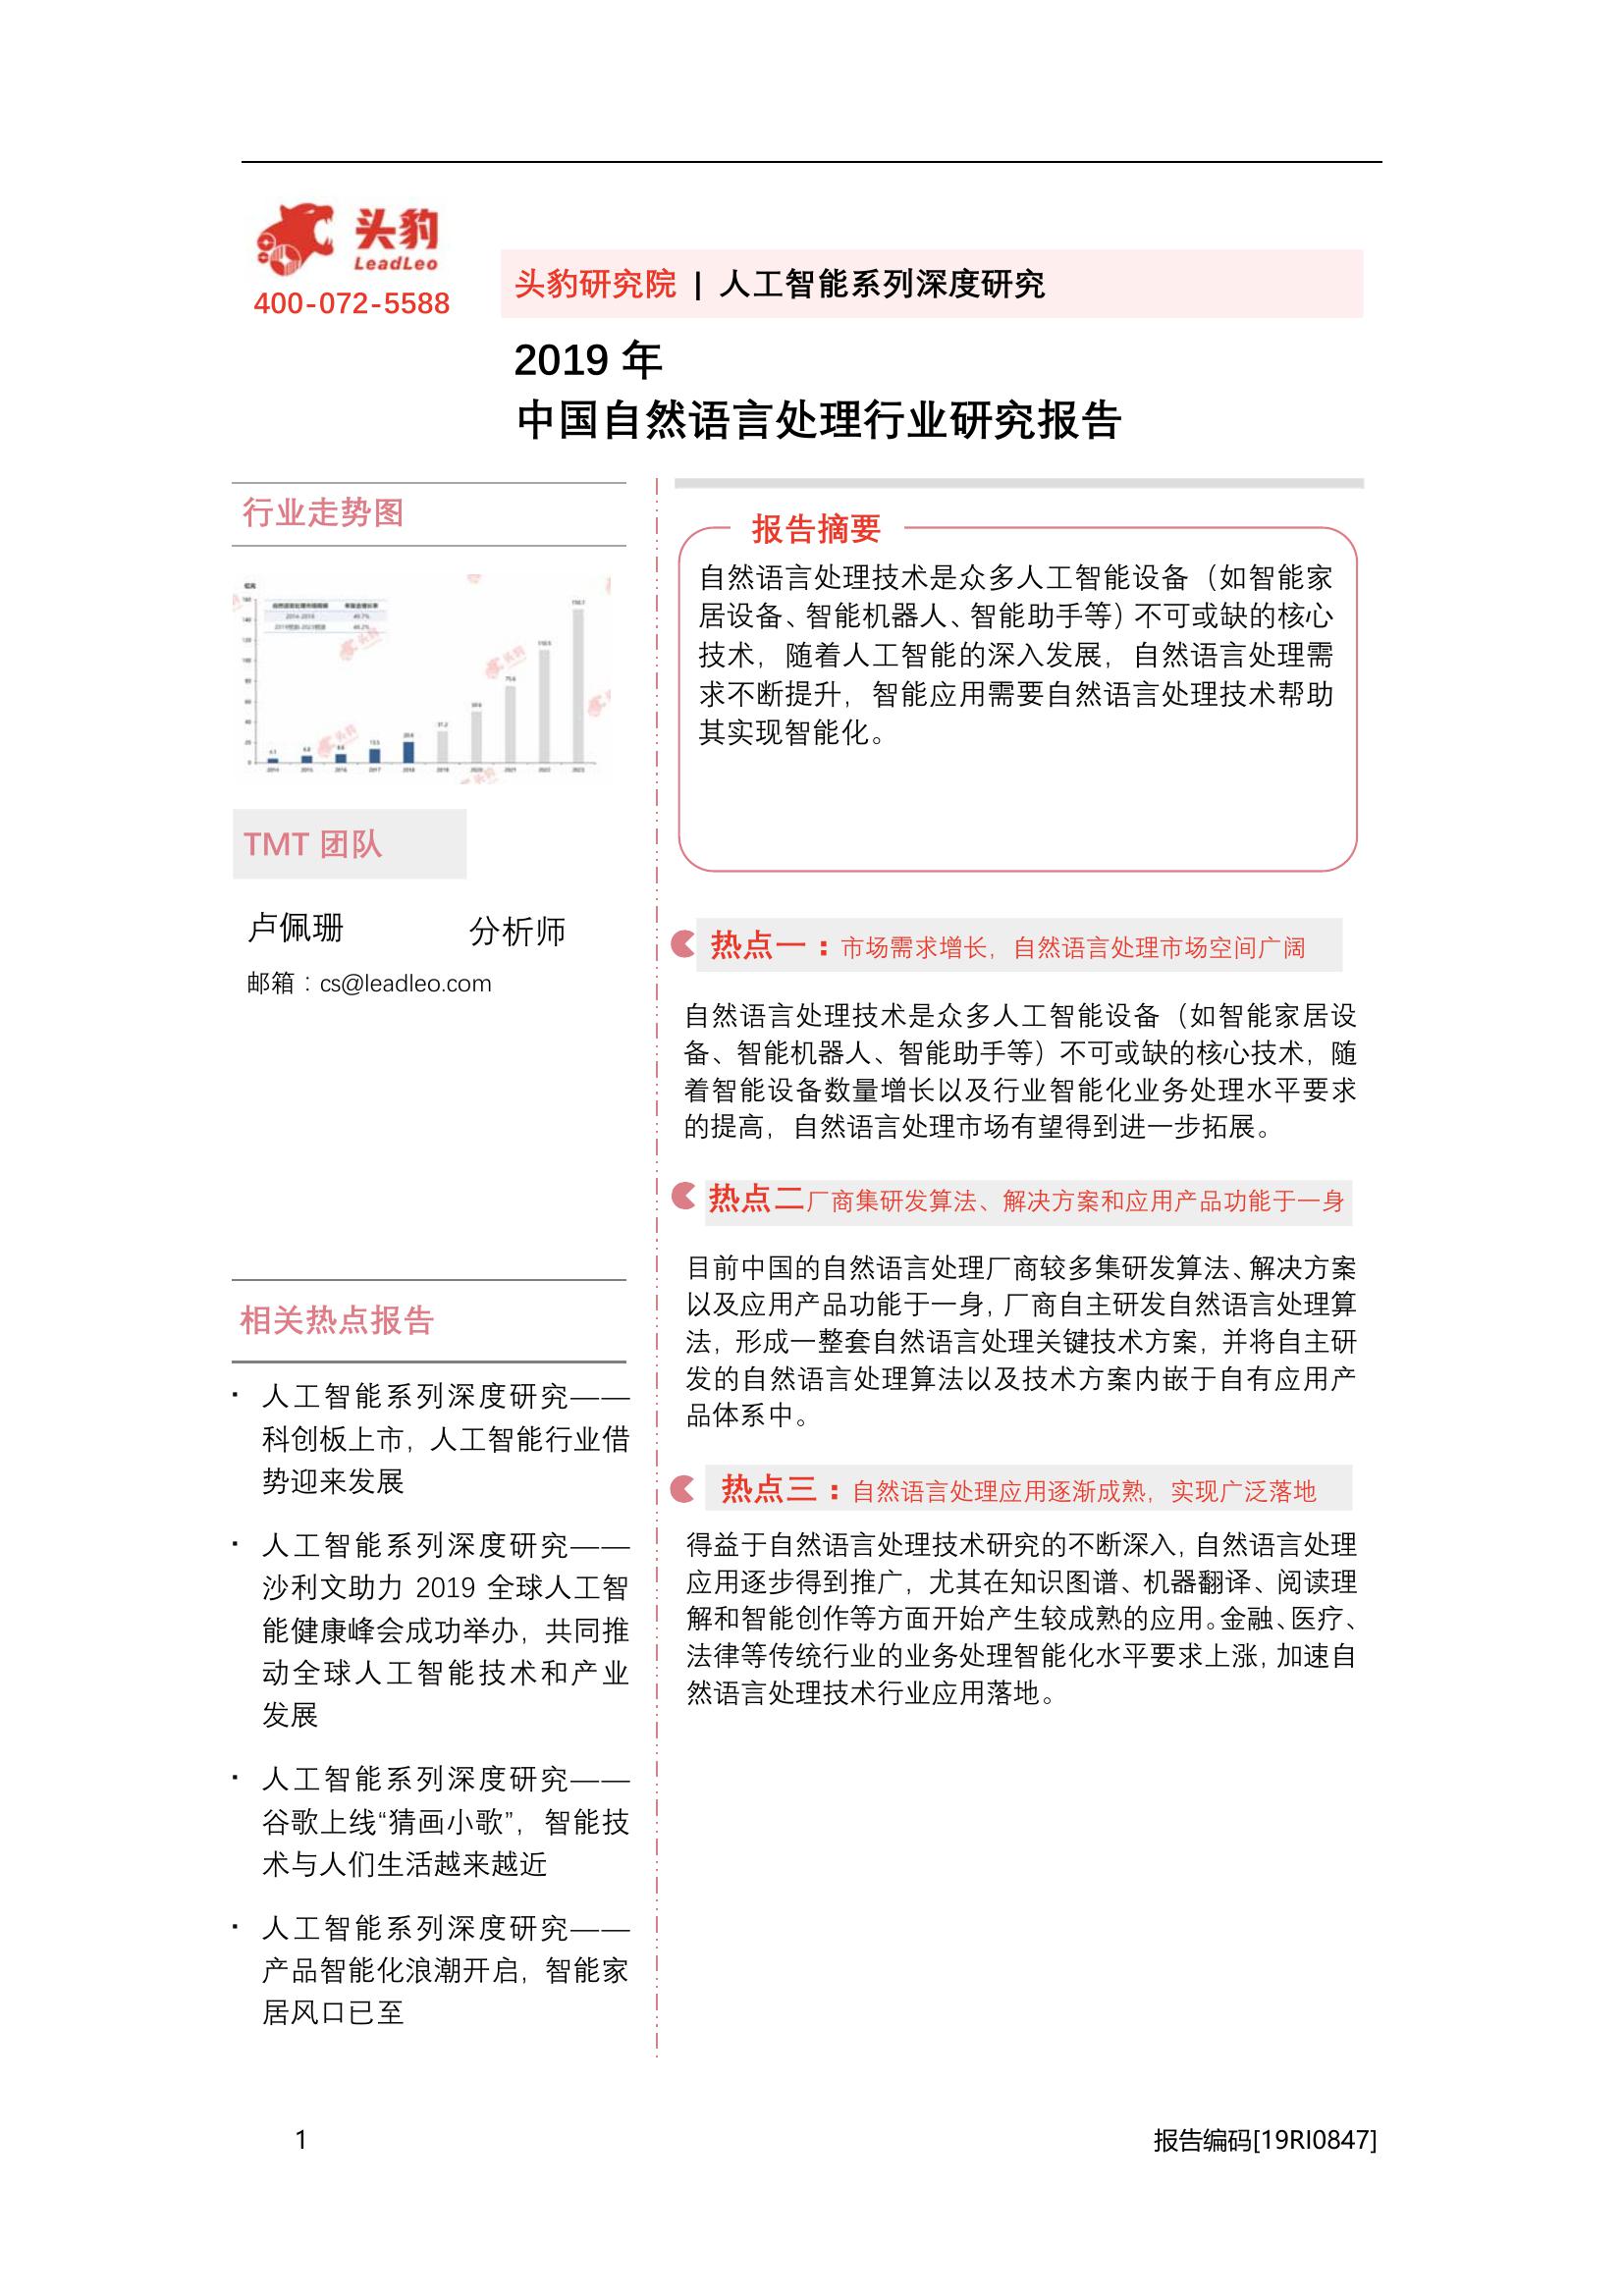 头豹
LeadLeo
400-072-5588
头豹研究院 | 人工智能系列深度研究
2019 年
中国自然语言处理行业研究报告
行业走势图
TMT 团队
卢佩珊 分析师
邮箱：cs@leadleo.com
相关热点报告
· 人工智能系列深度研究——
科创板上市，人工智能行业借
势迎来发展
· 人工智能系列深度研究——
沙利文助力 2019 全球人工智
能健康峰会成功举办，共同推
动全球人工智能技术和产业
发展
· 人工智能系列深度研究——
谷歌上线“猜画小歌”，智能技
术与人们生活越来越近
· 人工智能系列深度研究——
产品智能化浪潮开启，智能家
居风口已至
报告摘要
自然语言处理技术是众多人工智能设备（如智能家
居设备、智能机器人、智能助手等）不可或缺的核心
技术，随着人工智能的深入发展，自然语言处理需
求不断提升，智能应用需要自然语言处理技术帮助
其实现智能化。
热点一：市场需求增长，自然语言处理市场空间广阔
自然语言处理技术是众多人工智能设备（如智能家居设
备、智能机器人、智能助手等）不可或缺的核心技术，随
着智能设备数量增长以及行业智能化业务处理水平要求
的提高，自然语言处理市场有望得到进一步拓展。
热点二厂商集研发算法、解决方案和应用产品功能于一身
目前中国的自然语言处理厂商较多集研发算法、解决方案
以及应用产品功能于一身，厂商自主研发自然语言处理算
法，形成一整套自然语言处理关键技术方案，并将自主研
发的自然语言处理算法以及技术方案内嵌于自有应用产
品体系中。
热点三：自然语言处理应用逐渐成熟，实现广泛落地
得益于自然语言处理技术研究的不断深入，自然语言处理
应用逐步得到推广，尤其在知识图谱、机器翻译、阅读理
解和智能创作等方面开始产生较成熟的应用。金融、医疗、
法律等传统行业的业务处理智能化水平要求上涨，加速自
然语言处理技术行业应用落地。
1
报告编码[19RI0847]